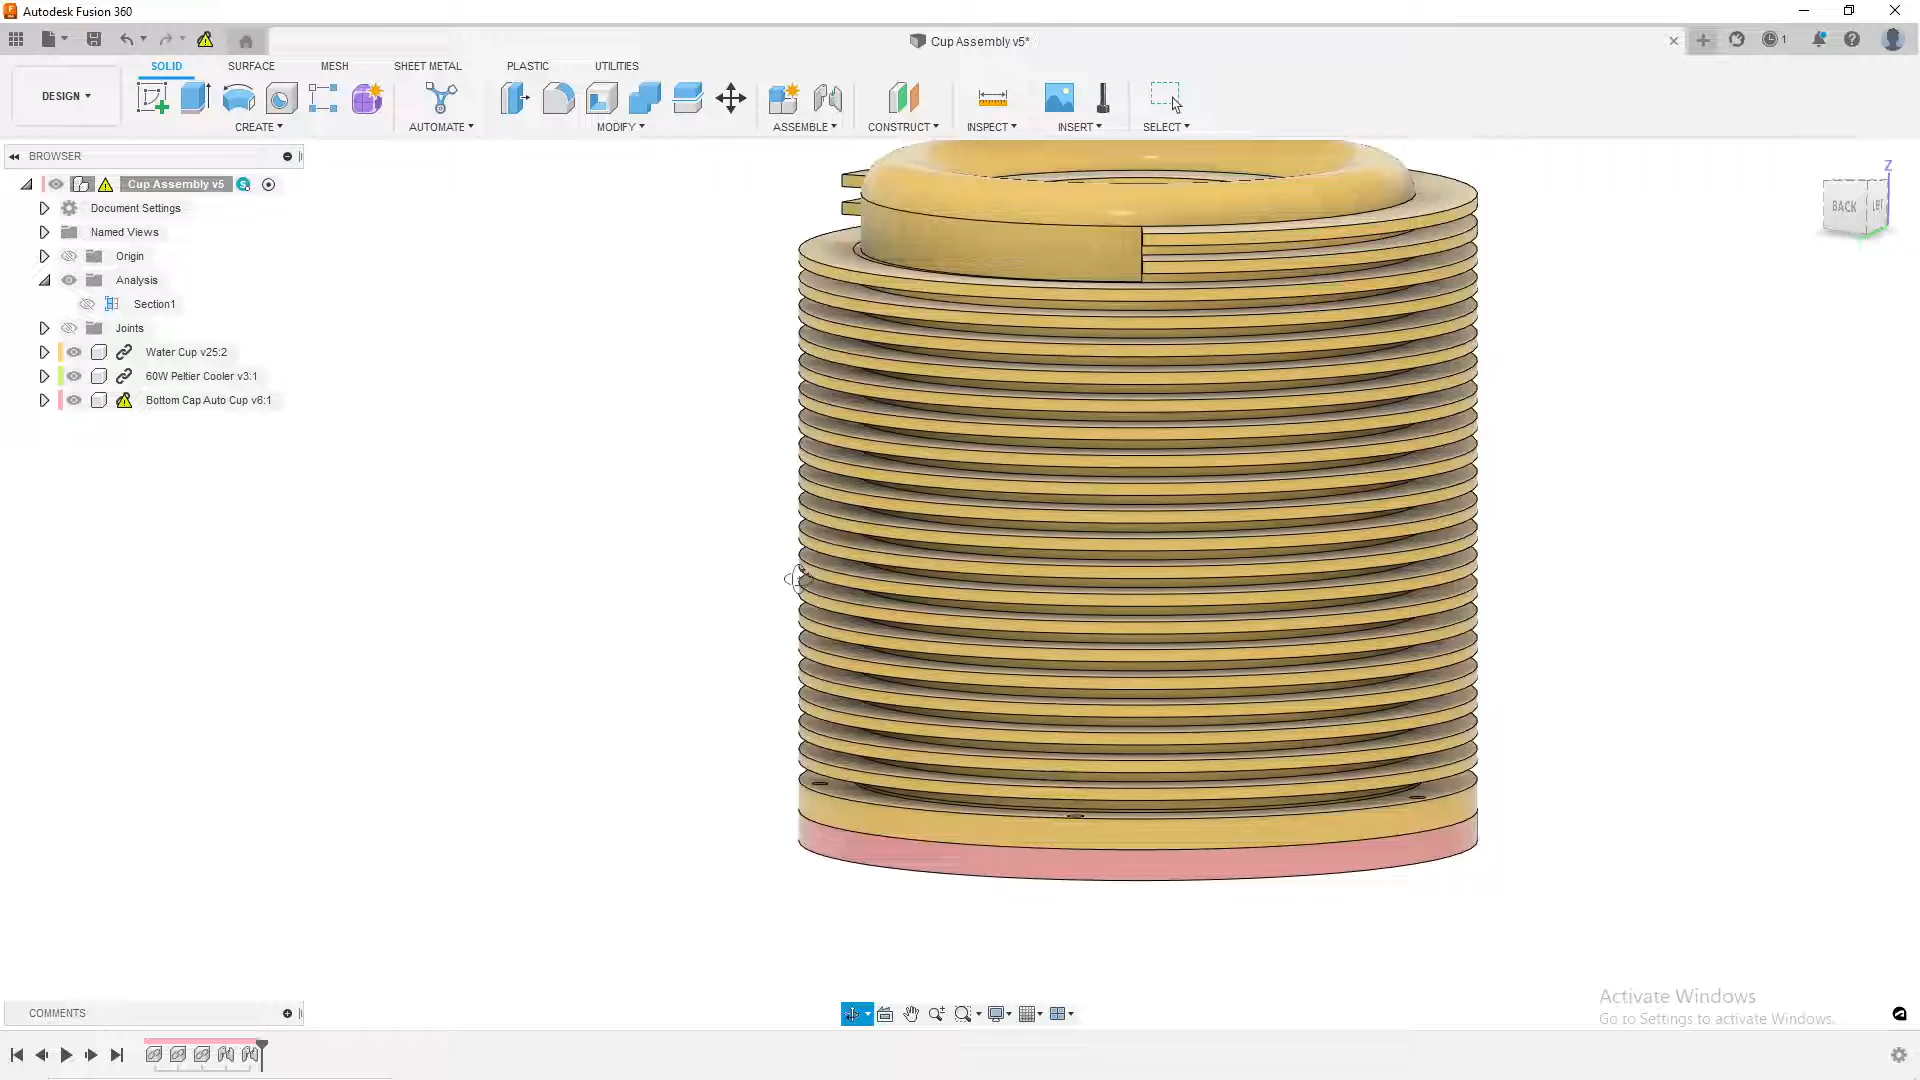 Autodesk Fusion 360
Cup Assembly v5*
1
DESIGN
SOLID SURFACE MESH SHEET METAL PLASTIC UTILITIES
CREATE AUTOMATE MODIFY ASSEMBLE CONSTRUCT INSPECT INSERT SELECT
BROWSER
Cup Assembly v5
Document Settings
Named Views
Origin
Analysis
Section1
Joints
Water Cup v25:2
60W Peltier Cooler v3:1
Bottom Cap Auto Cup v6:1
Z
BACK LEFT
COMMENTS
Activate Windows
Go to Settings to activate Windows.